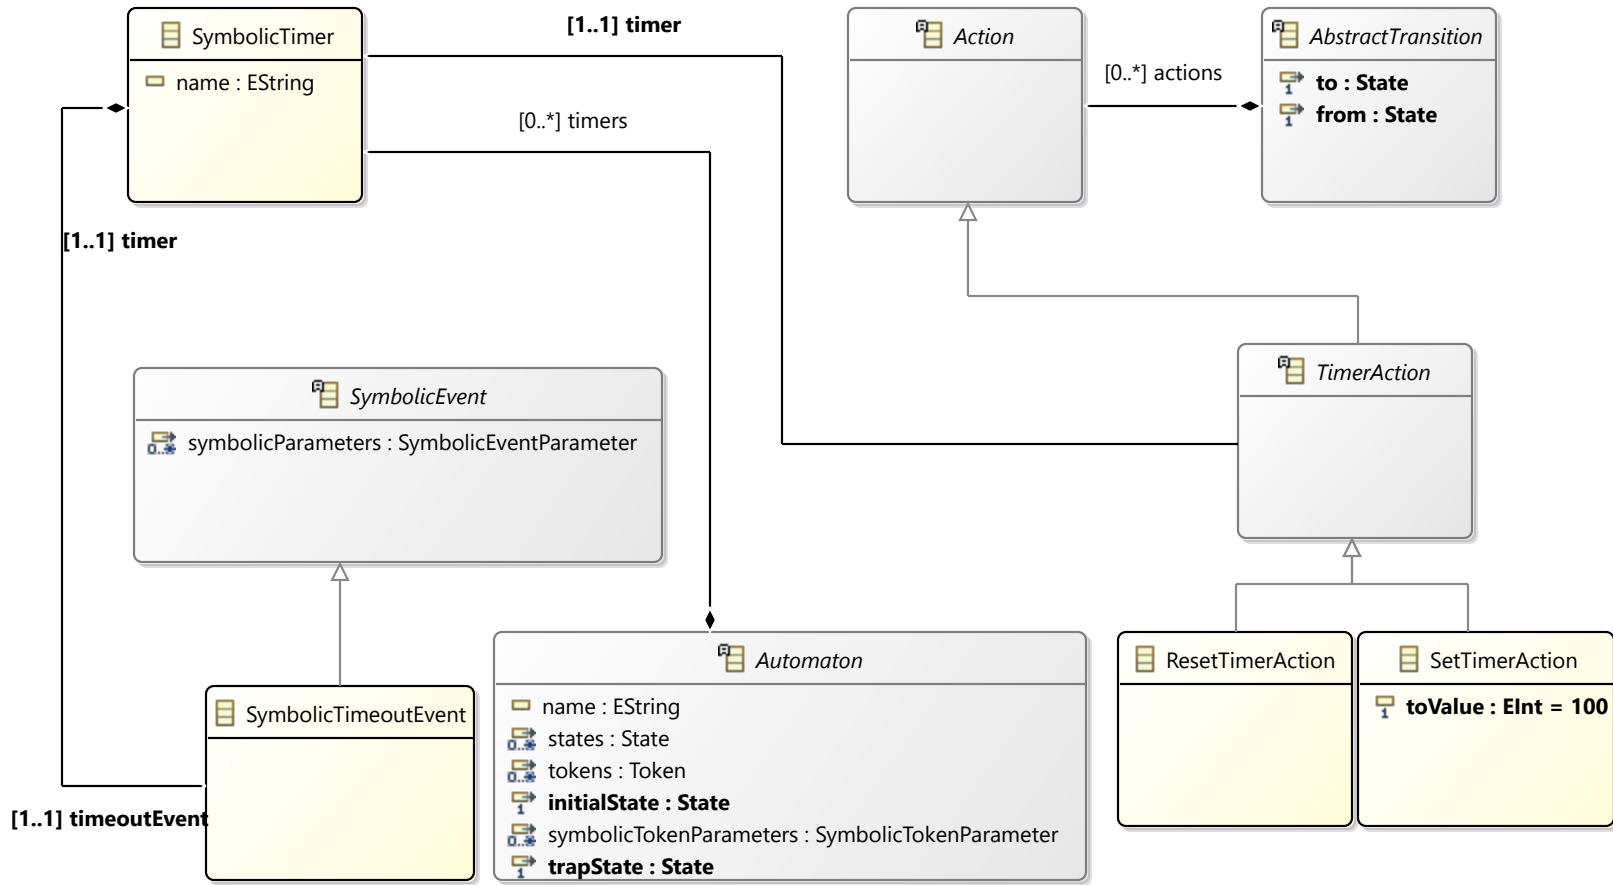 SymbolicTimer
name : EString
[1..1] timer
[0..*] timers
[1..1] timer
Action
[0..*] actions
AbstractTransition
to : State
from : State
TimerAction
SymbolicEvent
symbolicParameters : SymbolicEventParameter
SymbolicTimeoutEvent
[1..1] timeoutEvent
Automaton
name : EString
states : State
tokens : Token
initialState : State
symbolicTokenParameters : SymbolicTokenParameter
trapState : State
ResetTimerAction
SetTimerAction
toValue : EInt = 100